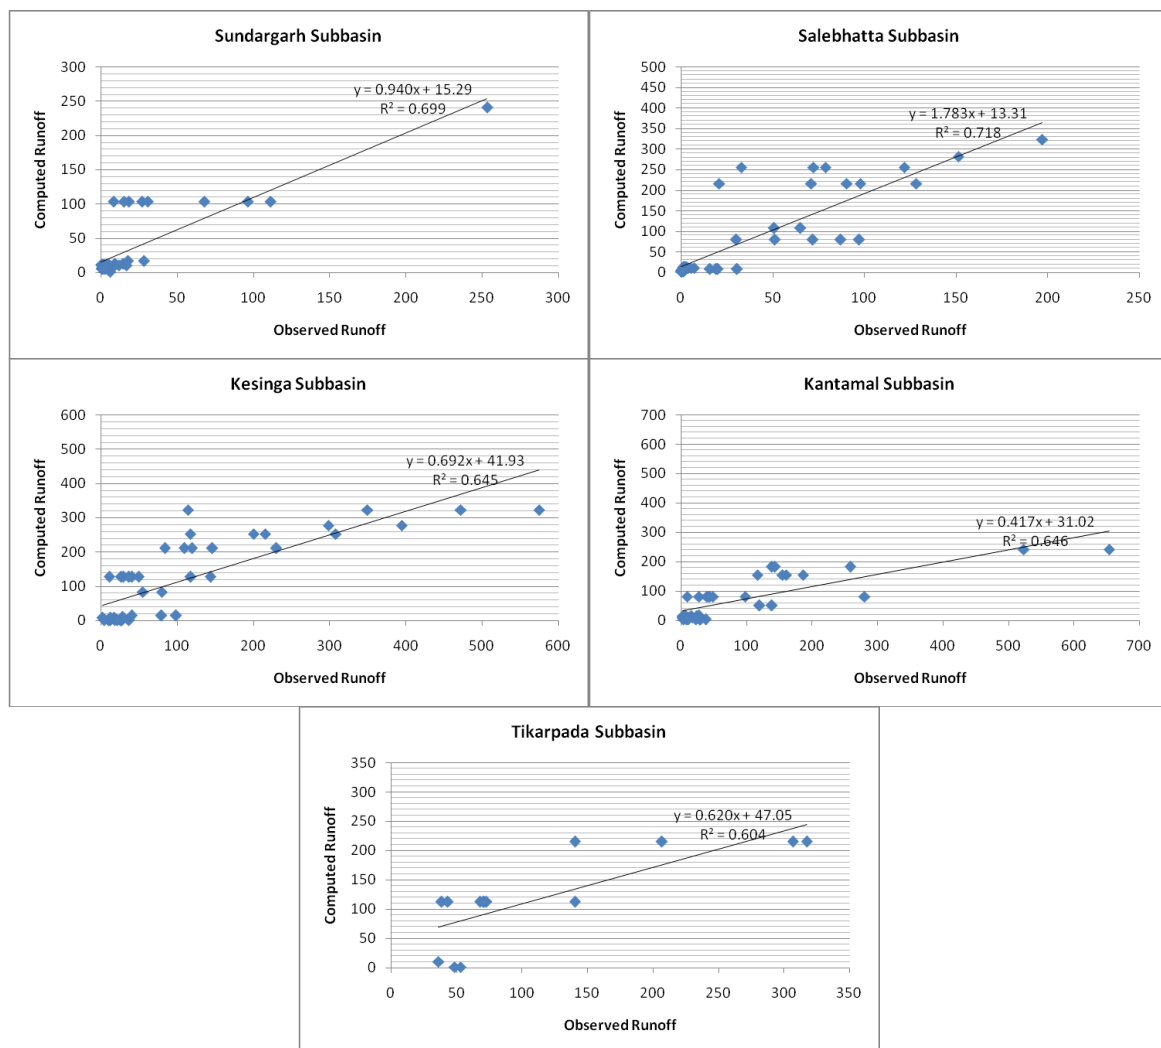 Sundargarh Subbasin
300
250
200
150
100
50
0
0 50 100 150 200 250 300
Computed Runoff
Observed Runoff
y = 0.940x + 15.29
R² = 0.699
Salebhatta Subbasin
500
450
400
350
300
250
200
150
100
50
0
0 50 100 150 200 250
Computed Runoff
Observed Runoff
y = 1.783x + 13.31
R² = 0.718
Kesinga Subbasin
600
500
400
300
200
100
0
0 100 200 300 400 500 600
Computed Runoff
Observed Runoff
y = 0.692x + 41.93
R² = 0.645
Kantamal Subbasin
700
600
500
400
300
200
100
0
0 100 200 300 400 500 600 700
Computed Runoff
Observed Runoff
y = 0.417x + 31.02
R² = 0.646
Tikarpada Subbasin
350
300
250
200
150
100
50
0
0 50 100 150 200 250 300 350
Computed Runoff
Observed Runoff
y = 0.620x + 47.05
R² = 0.604